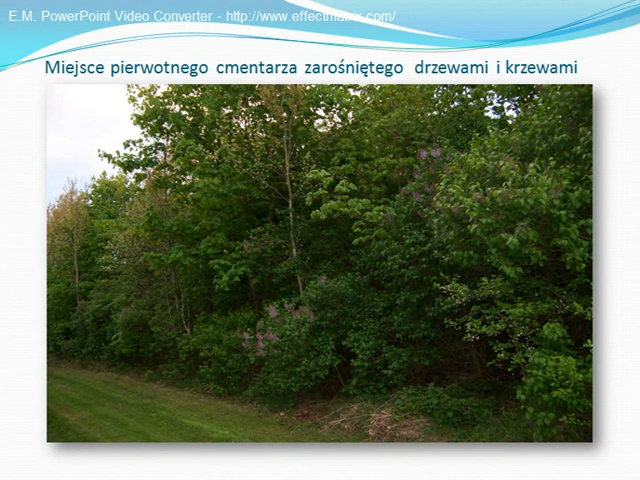 E.M. PowerPoint Video Converter - http://www.effectmatrix.com/
Miejsce pierwotnego cmentarza zarośniętego drzewami i krzewami